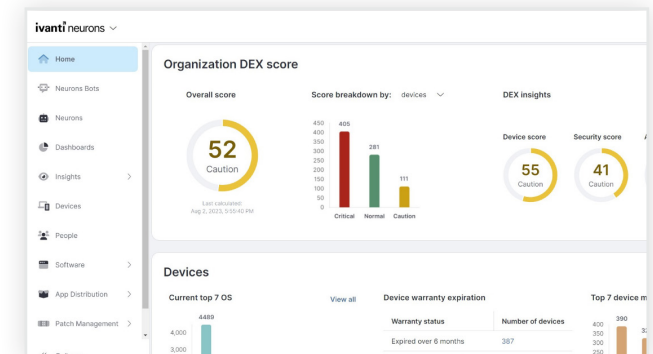 ivanti neurons
Home
Neurons Bots
Neurons
Dashboards
Insights
Devices
People
Software
App Distribution
Patch Management
Organization DEX score
Overall score
52
Caution
Last calculated:
Aug 2, 2023, 5:55:40 PM
Score breakdown by: devices
450
400
350
300
250
200
150
100
50
0
405
281
111
Critical Normal Caution
DEX insights
Device score
55
Caution
Security score
41
Caution
Devices
Current top 7 OS
View all
4489
4,000
3,000
Device warranty expiration
Warranty status Number of devices
Expired over 6 months 387
Top 7 device m
390
400
350
300
250